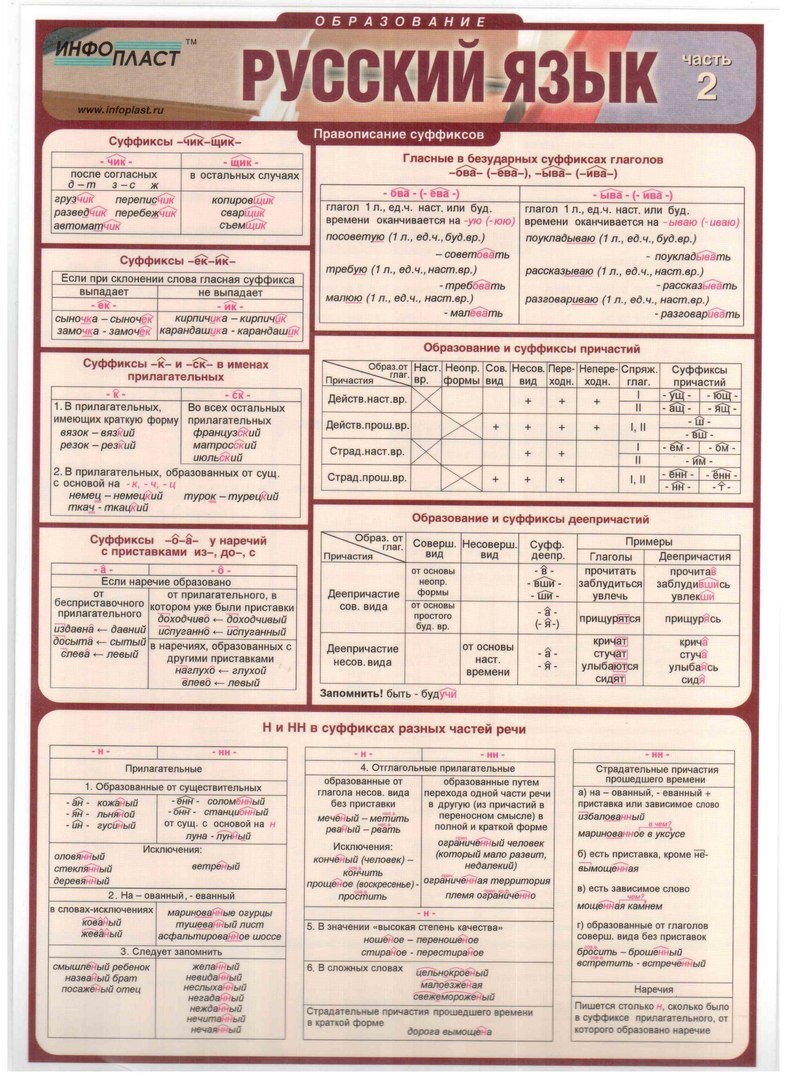 ОБРАЗОВАНИЕ
ИНФОПЛАСТ ™
www.infoplast.ru
РУССКИЙ ЯЗЫК
часть
2
Правописание суффиксов
Суффиксы –чик–щик–
- чик -
- щик -
после согласных
д – т з – с ж
в остальных случаях
грузчик переписчик
разведчик перебежчик
автоматчик
копировщик
сварщик
съемщик
Суффиксы –ек–ик–
Если при склонении слова гласная суффикса
выпадает
не выпадает
- ек -
- ик -
сыночка – сыночек
замочка - замочек
кирпичика – кирпичик
карандашика - карандашик
Суффиксы –к– и –ск– в именах
прилагательных
- к -
- ск -
1. В прилагательных,
имеющих краткую форму
вязок – вязкий
резок – резкий
Во всех остальных
прилагательных
французский
матросский
июльский
2. В прилагательных, образованных от сущ.
с основой на - к, - ч, - ц
немец – немецкий турок – турецкий
ткач - ткацкий
Суффиксы –о–а– у наречий
с приставками из–, до–, с
- а -
- о -
Если наречие образовано
от
бесприставочного
прилагательного
издавна ← давний
досыта ← сытый
слева ← левый
от прилагательного, в
котором уже были приставки
доходчиво ← доходчивый
испуганно ← испуганный
в наречиях, образованных с
другими приставками
наглухо ← глухой
влево ← левый
Гласные в безударных суффиксах глаголов
–ова– (–ева–), –ыва– (–ива–)
- ова - (- ева -)
- ыва - (- ива -)
глагол 1 л., ед.ч. наст. или буд.
времени оканчивается на -ую (-юю)
посоветую (1 л., ед.ч.,буд.вр.)
– советовать
требую (1 л., ед.ч., наст.вр.)
- требовать
малюю (1 л., ед.ч., наст.вр.)
- малевать
глагол 1 л., ед.ч. наст. или буд.
времени оканчивается на -ываю (-иваю)
поукладываю (1 л., ед.ч., буд.вр.)
- поукладывать
рассказываю (1 л., ед.ч., наст.вр.)
- рассказывать
разговариваю (1 л., ед.ч., наст.вр.)
- разговаривать
Образование и суффиксы причастий
Образ.от глаг. Причастия
Наст. вр.
Неопр. формы
Сов. вид
Несов. вид
Пере-ходн.
Непере-ходн.
Спряж. глаг.
Суффиксы причастий
Действ.наст.вр. + + + I - ущ - - ющ -
II - ащ - - ящ -
Действ.прош.вр. + + + + I, II - ш -
- вш -
Страд.наст.вр. + + I - ем - - ом -
II - им -
Страд.прош.вр. + + + I, II - енн - - ённ -
- нн - - т -
Образование и суффиксы деепричастий
Образ. от глаг. Причастия
Соверш. вид
Несоверш. вид
Суфф. деепр.
Примеры
Глаголы
Деепричастия
Деепричастие
сов. вида
от основы
неопр.
формы
- в -
- вши -
- ши -
прочитать
заблудиться
увлечь
прочитав
заблудившись
увлекши
от основы
простого
буд. вр.
- а -
(- я -)
прищурятся
прищурясь
Деепричастие
несов. вида
от основы
наст.
времени
- а -
- я -
кричат
стучат
улыбаются
сидят
крича
стуча
улыбаясь
сидя
Запомнить! быть - будучи
Н и НН в суффиксах разных частей речи
- н -
- нн -
Прилагательные
1. Образованные от существительных
- ан - кожаный
- ян - льняной
- ин - гусиный
- енн - соломенный
- онн - станционный
от сущ. с основой на н
луна - лунный
Исключения:
оловянный
стеклянный
деревянный
ветреный
2. На – ованный, - еванный
в словах-исключениях
кованый
жеваный
маринованные огурцы
тушеванный лист
асфальтированное шоссе
3. Следует запомнить
смышленый ребенок
названый брат
посаженый отец
желанный
невиданный
неслыханный
негаданный
нежданный
нечитанный
нечаянный
- н -
- нн -
4. Отглагольные прилагательные
образованные от
глагола несов. вида
без приставки
меченый – метить
рваный – рвать
Исключения:
конченый (человек) –
кончить
прощеное (воскресенье) -
простить
образованные путем
перехода одной части речи
в другую (из причастий в
переносном смысле) в
полной и краткой форме
ограниченный человек
(который мало развит,
недалекий)
ограниченная территория
племя ограниченно
- н -
5. В значении «высокая степень качества»
ношеное – переношеное
стираное - перестираное
6. В сложных словах
цельнокроеный
малоезженая
свежемороженый
Страдательные причастия прошедшего времени
в краткой форме
дорога вымощена
- нн -
Страдательные причастия
прошедшего времени
а) на – ованный, - еванный +
приставка или зависимое слово
избалованный
в чем?
маринованное в уксусе
б) есть приставка, кроме не-
вымощенная
в) есть зависимое слово
чем?
мощенная камнем
г) образованные от глаголов
соверш. вида без приставок
бросить – брошенный
встретить - встреченный
Наречия
Пишется столько н, сколько было
в суффиксе прилагательного, от
которого образовано наречие